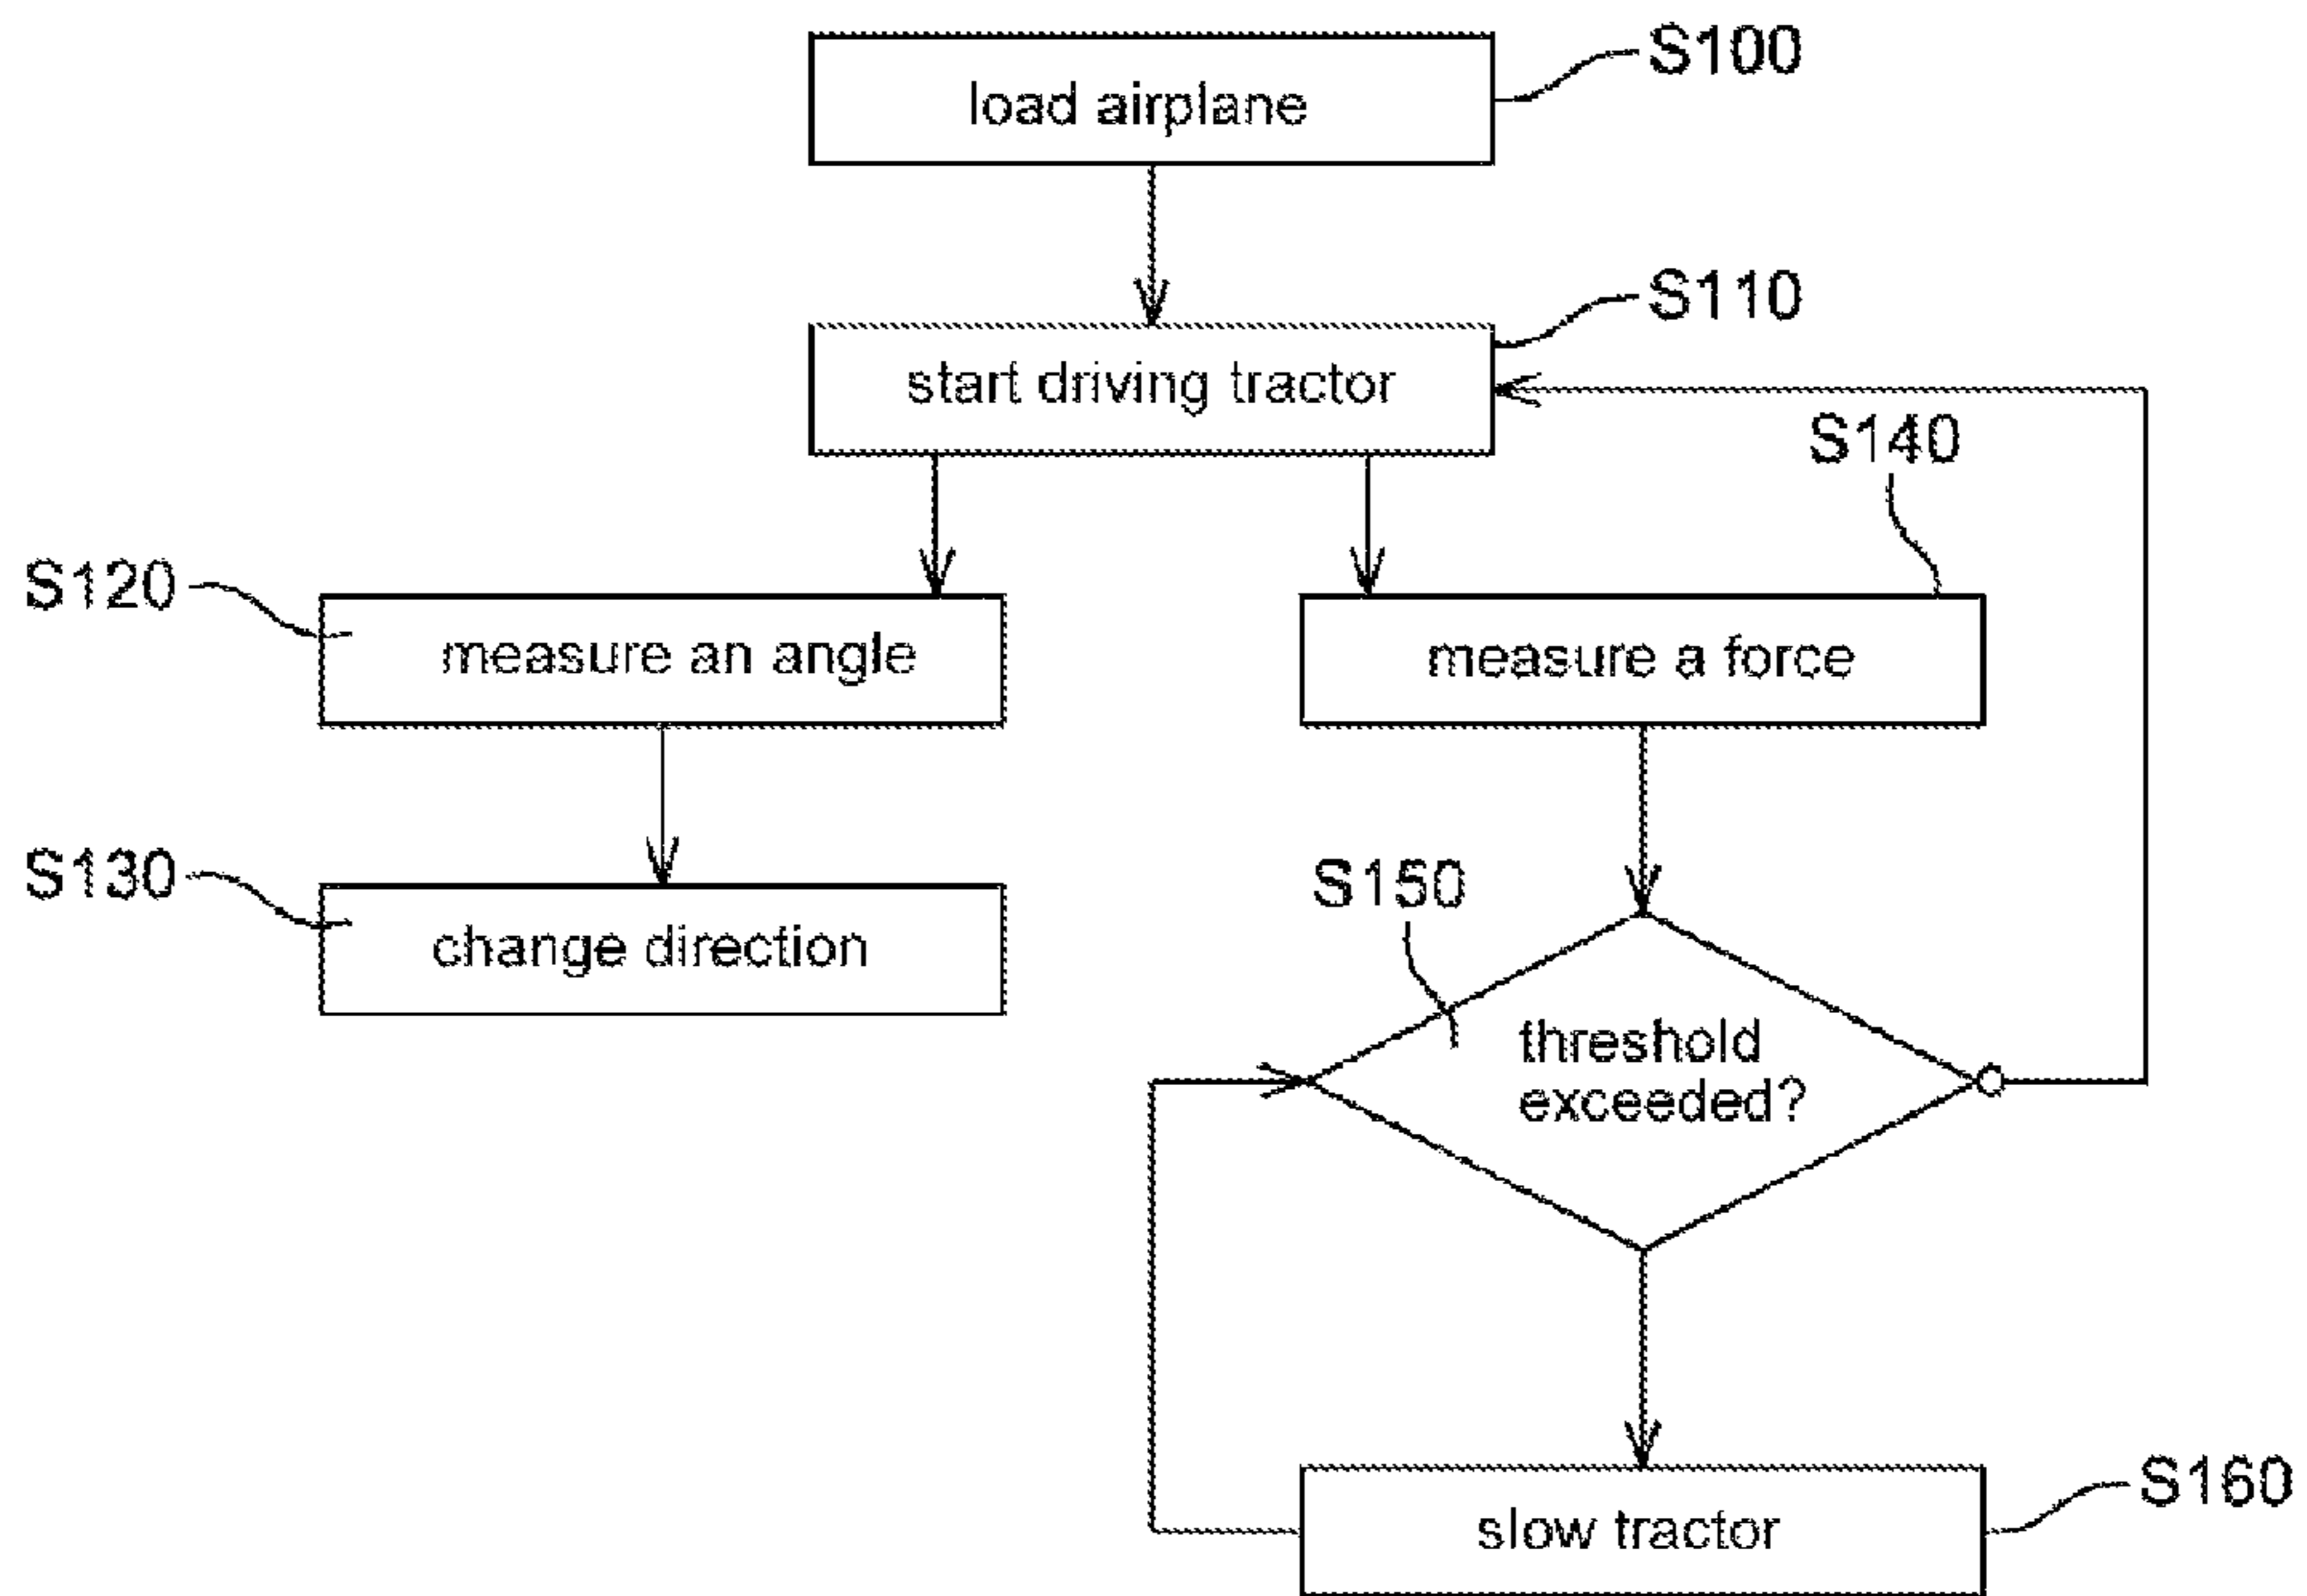 S100
load airplane
S110
start driving tractor
S140
S120
measure an angle
measure a force
S130
change direction
S150
threshold
exceeded?
S160
slow tractor